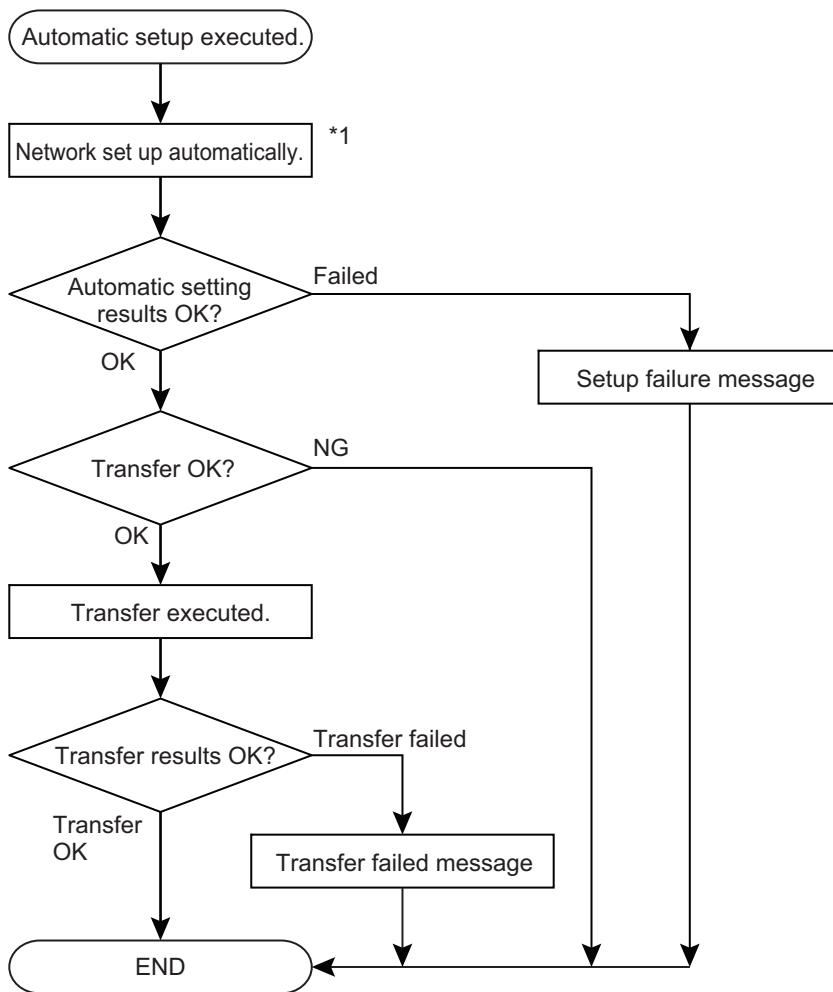 Automatic setup executed.
Network set up automatically.
*1
Automatic setting
results OK?
Failed
OK
Setup failure message
Transfer OK?
NG
OK
Transfer executed.
Transfer results OK?
Transfer failed
Transfer
OK
Transfer failed message
END